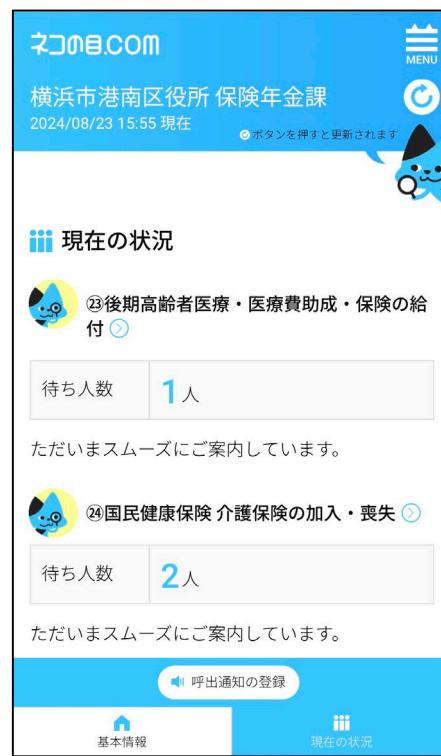 ネコの目.COM
MENU
横浜市港南区役所 保険年金課
2024/08/23 15:55 現在
ボタンを押すと更新されます
現在の状況
㉓後期高齢者医療・医療費助成・保険の給
付
待ち人数 1人
ただいまスムーズにご案内しています。
㉔国民健康保険 介護保険の加入・喪失
待ち人数 2人
ただいまスムーズにご案内しています。
呼出通知の登録
基本情報 現在の状況